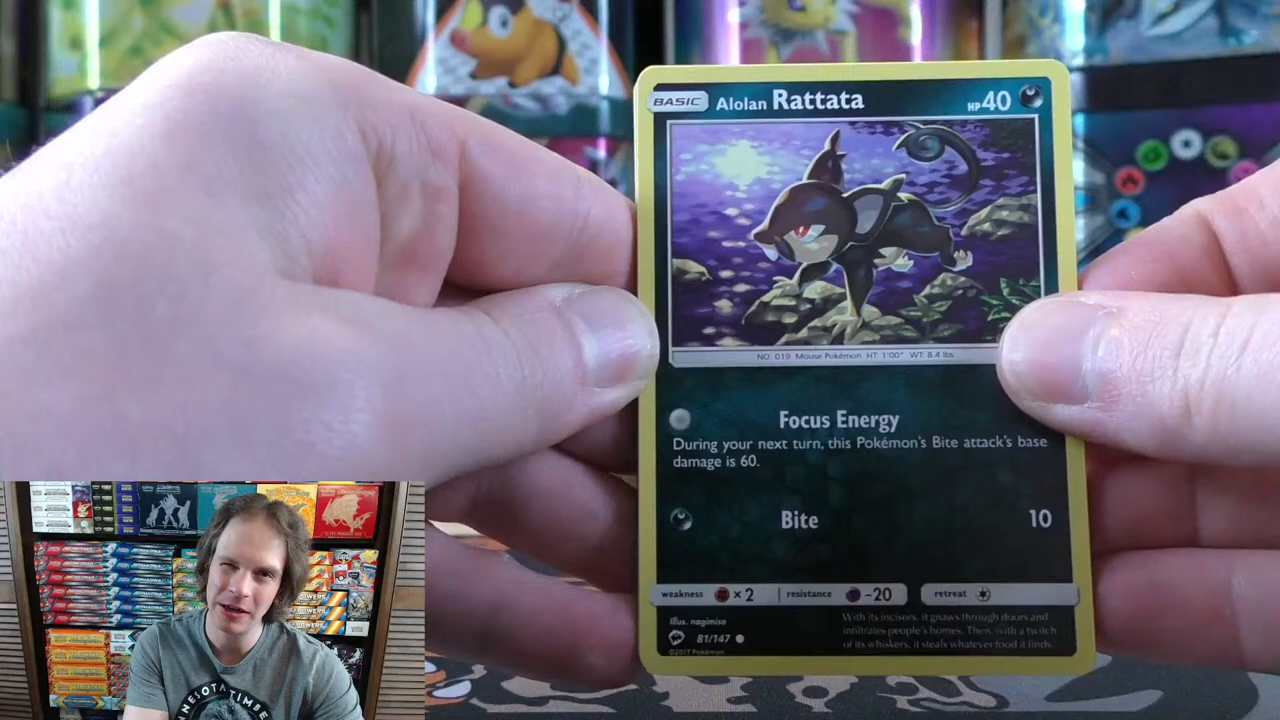 BASIC Alolan Rattata HP40
NO. 019 Mouse Pokémon HT: 1'00" WT: 8.4 lbs
Focus Energy
During your next turn, this Pokémon's Bite attack's base
damage is 60.
Bite 10
weakness ×2 resistance -20 retreat
Illus. nagimiso
81/147
©2017 Pokémon
With its incisors, it gnaws through doors and
infiltrates people's homes. Then, with a twitch
of its whiskers, it steals whatever food it finds.